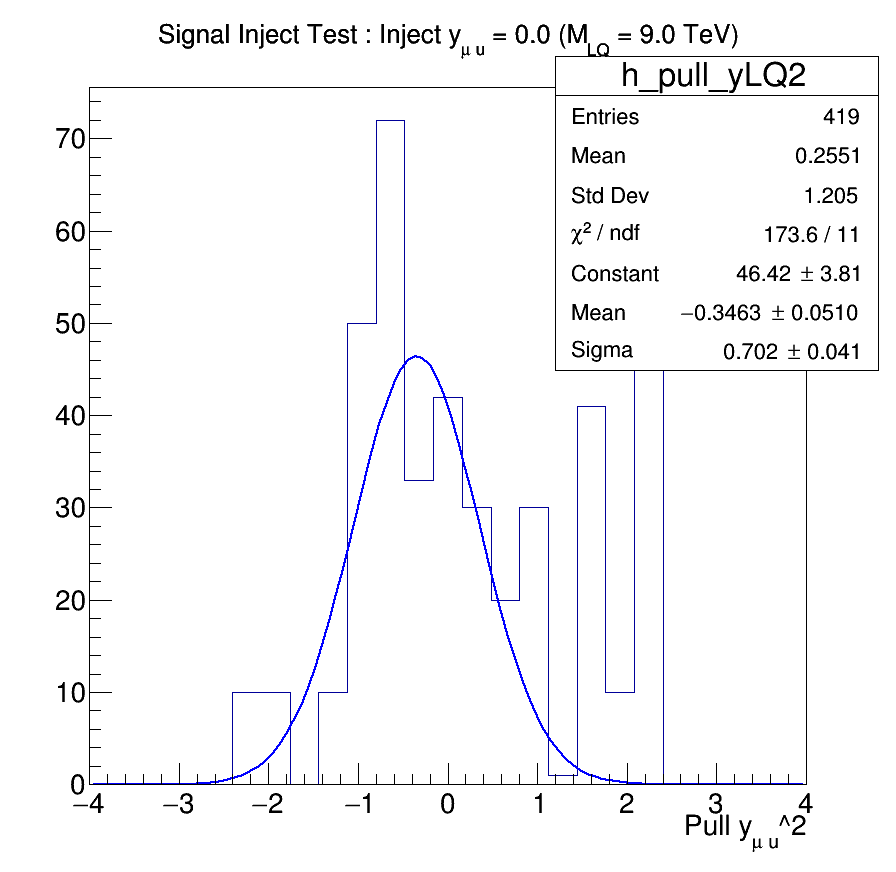 Signal Inject Test : Inject y_μ u = 0.0 (M_LQ = 9.0 TeV)
h_pull_yLQ2
Entries 419
Mean 0.2551
Std Dev 1.205
χ² / ndf 173.6 / 11
Constant 46.42 ± 3.81
Mean −0.3463 ± 0.0510
Sigma 0.702 ± 0.041
70
60
50
40
30
20
10
0
−4 −3 −2 −1 0 1 2 3 4
Pull y_μ u^2